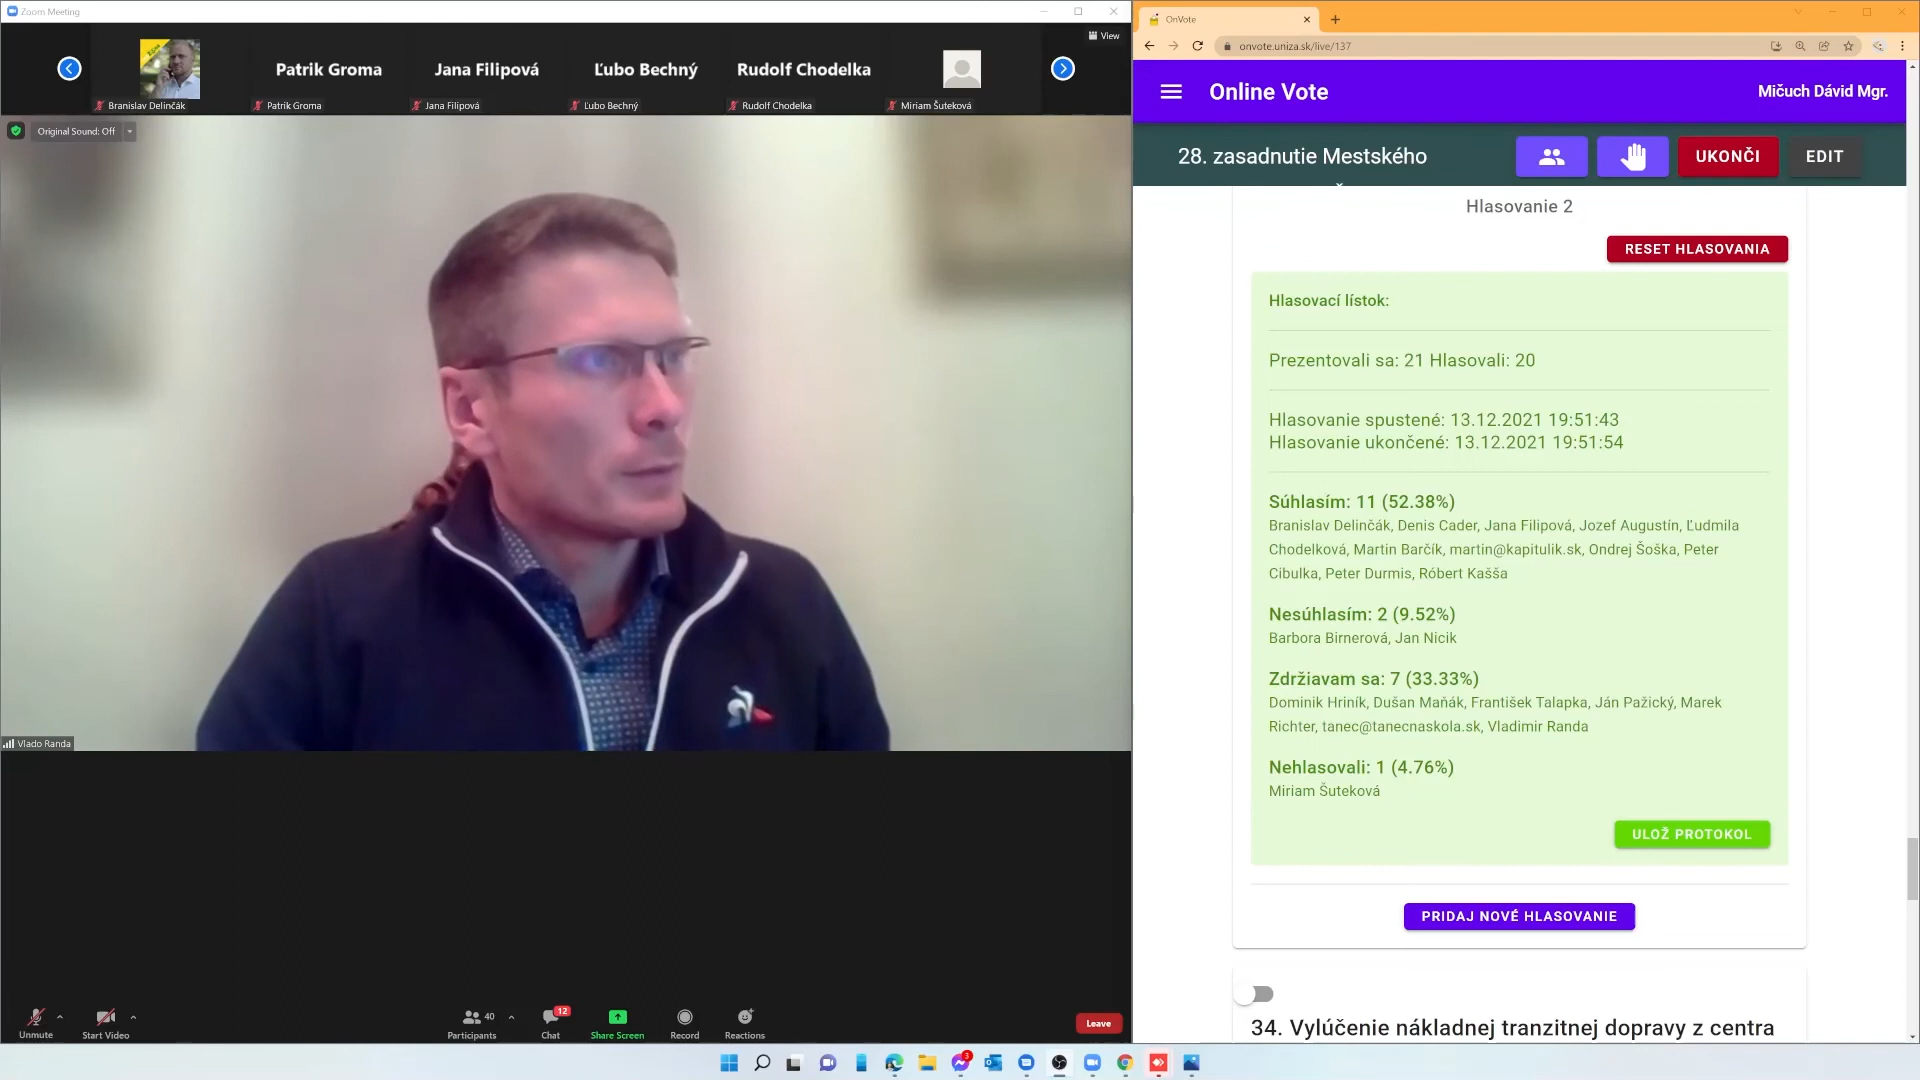 Zoom Meeting
View
Patrik Groma
Jana Filipová
Ľubo Bechný
Rudolf Chodelka
Branislav Delinčák
Patrik Groma
Jana Filipová
Ľubo Bechný
Rudolf Chodelka
Miriam Šuteková
Original Sound: Off
Vlado Randa
Unmute
Start Video
40
Participants
12
Chat
Share Screen
Record
Reactions
Leave
OnVote
onvote.uniza.sk/live/137
Online Vote
Mičuch Dávid Mgr.
28. zasadnutie Mestského
UKONČI
EDIT
Hlasovanie 2
RESET HLASOVANIA
Hlasovací lístok:
Prezentovali sa: 21 Hlasovali: 20
Hlasovanie spustené: 13.12.2021 19:51:43
Hlasovanie ukončené: 13.12.2021 19:51:54
Súhlasím: 11 (52.38%)
Branislav Delinčák, Denis Cader, Jana Filipová, Jozef Augustín, Ľudmila
Chodelková, Martin Barčík, martin@kapitulik.sk, Ondrej Šoška, Peter
Cibulka, Peter Durmis, Róbert Kašša
Nesúhlasím: 2 (9.52%)
Barbora Birnerová, Jan Nicik
Zdržiavam sa: 7 (33.33%)
Dominik Hriník, Dušan Maňák, František Talapka, Ján Pažický, Marek
Richter, tanec@tanecnaskola.sk, Vladimir Randa
Nehlasovali: 1 (4.76%)
Miriam Šuteková
ULOŽ PROTOKOL
PRIDAJ NOVÉ HLASOVANIE
34. Vylúčenie nákladnej tranzitnej dopravy z centra
3